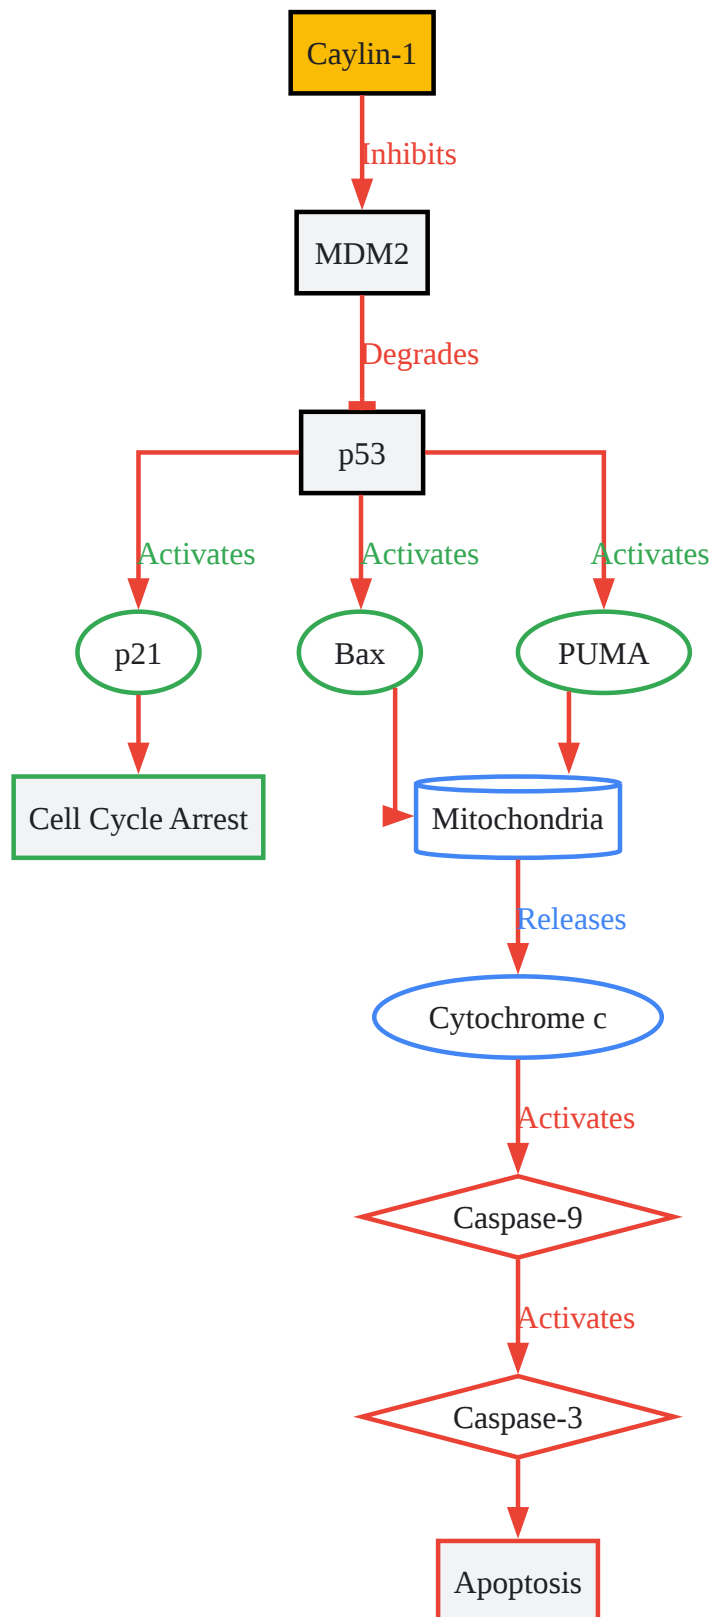 Caylin-1
Inhibits
MDM2
Degrades
p53
Activates
Activates
Activates
p21
Bax
PUMA
Cell Cycle Arrest
Mitochondria
Releases
Cytochrome c
Activates
Caspase-9
Activates
Caspase-3
Apoptosis